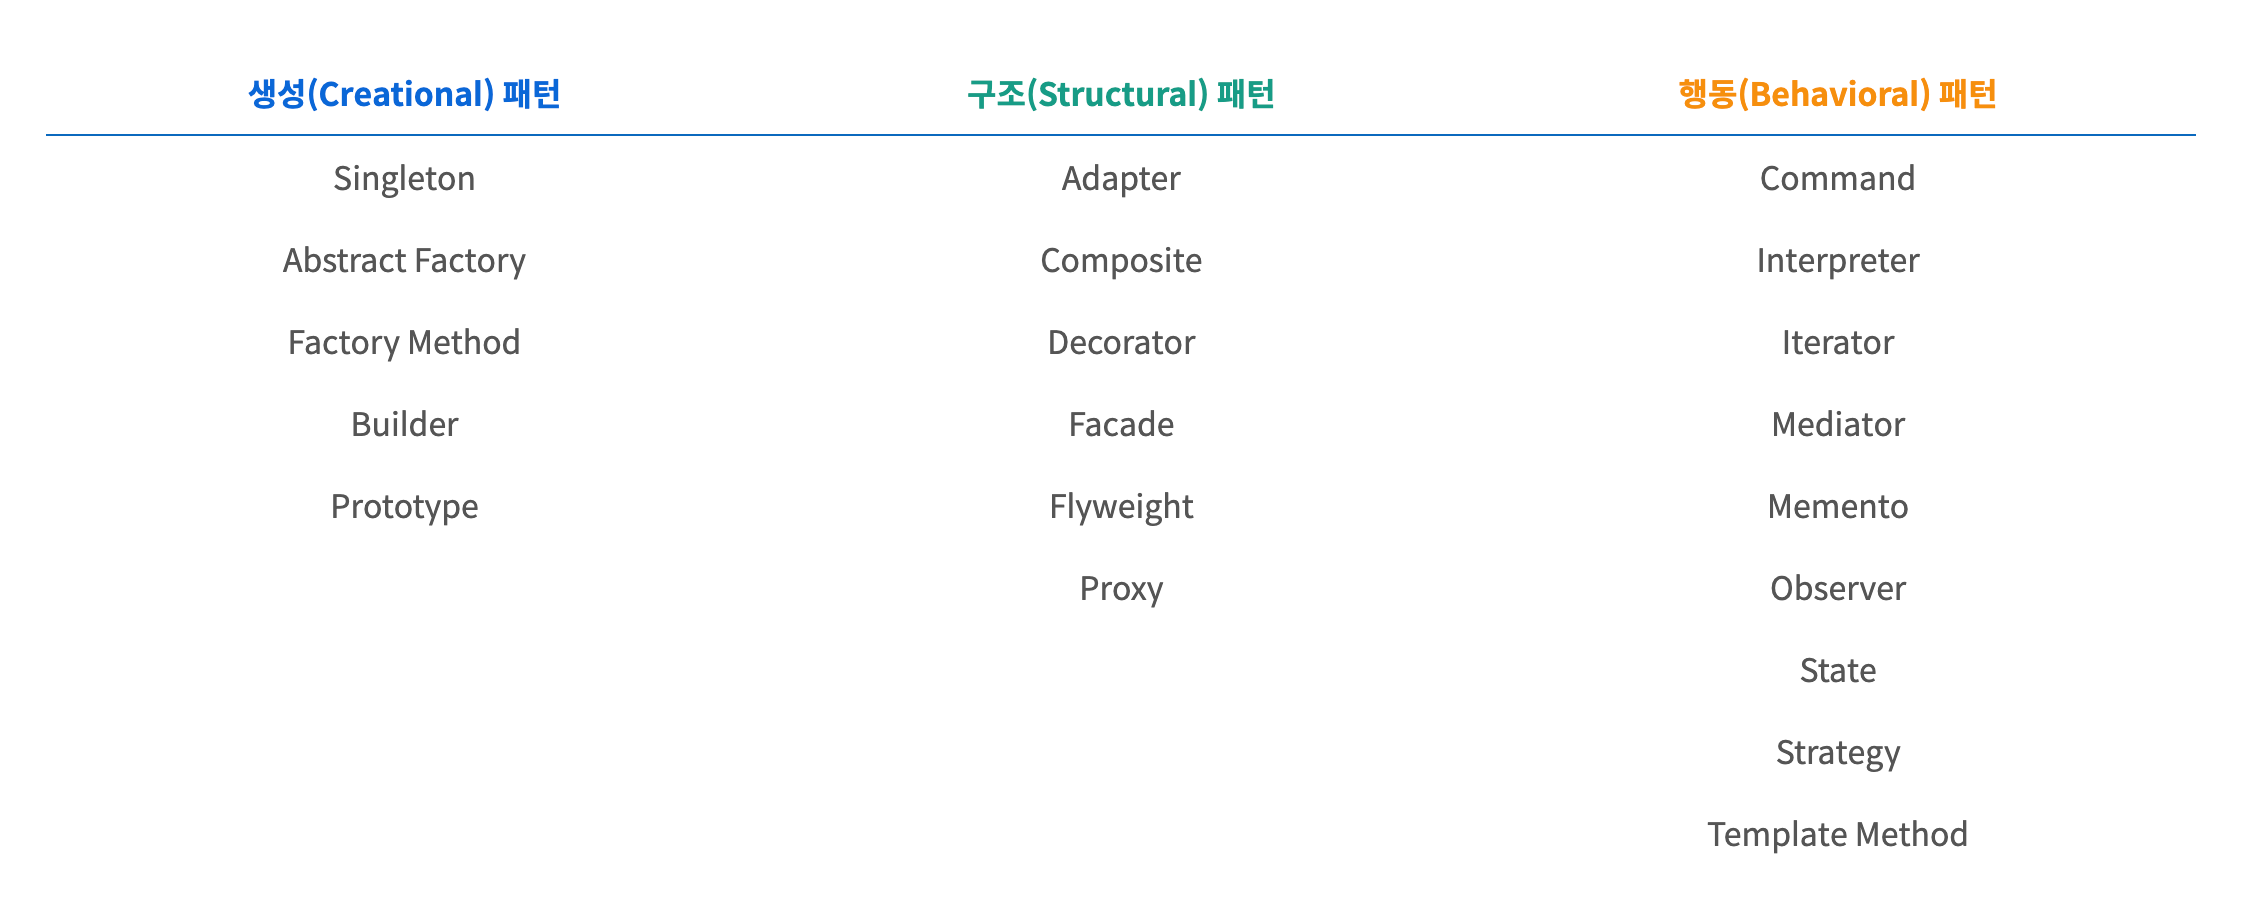 생성(Creational) 패턴 구조(Structural) 패턴 행동(Behavioral) 패턴
Singleton Adapter Command
Abstract Factory Composite Interpreter
Factory Method Decorator Iterator
Builder Facade Mediator
Prototype Flyweight Memento
Proxy Observer
State
Strategy
Template Method